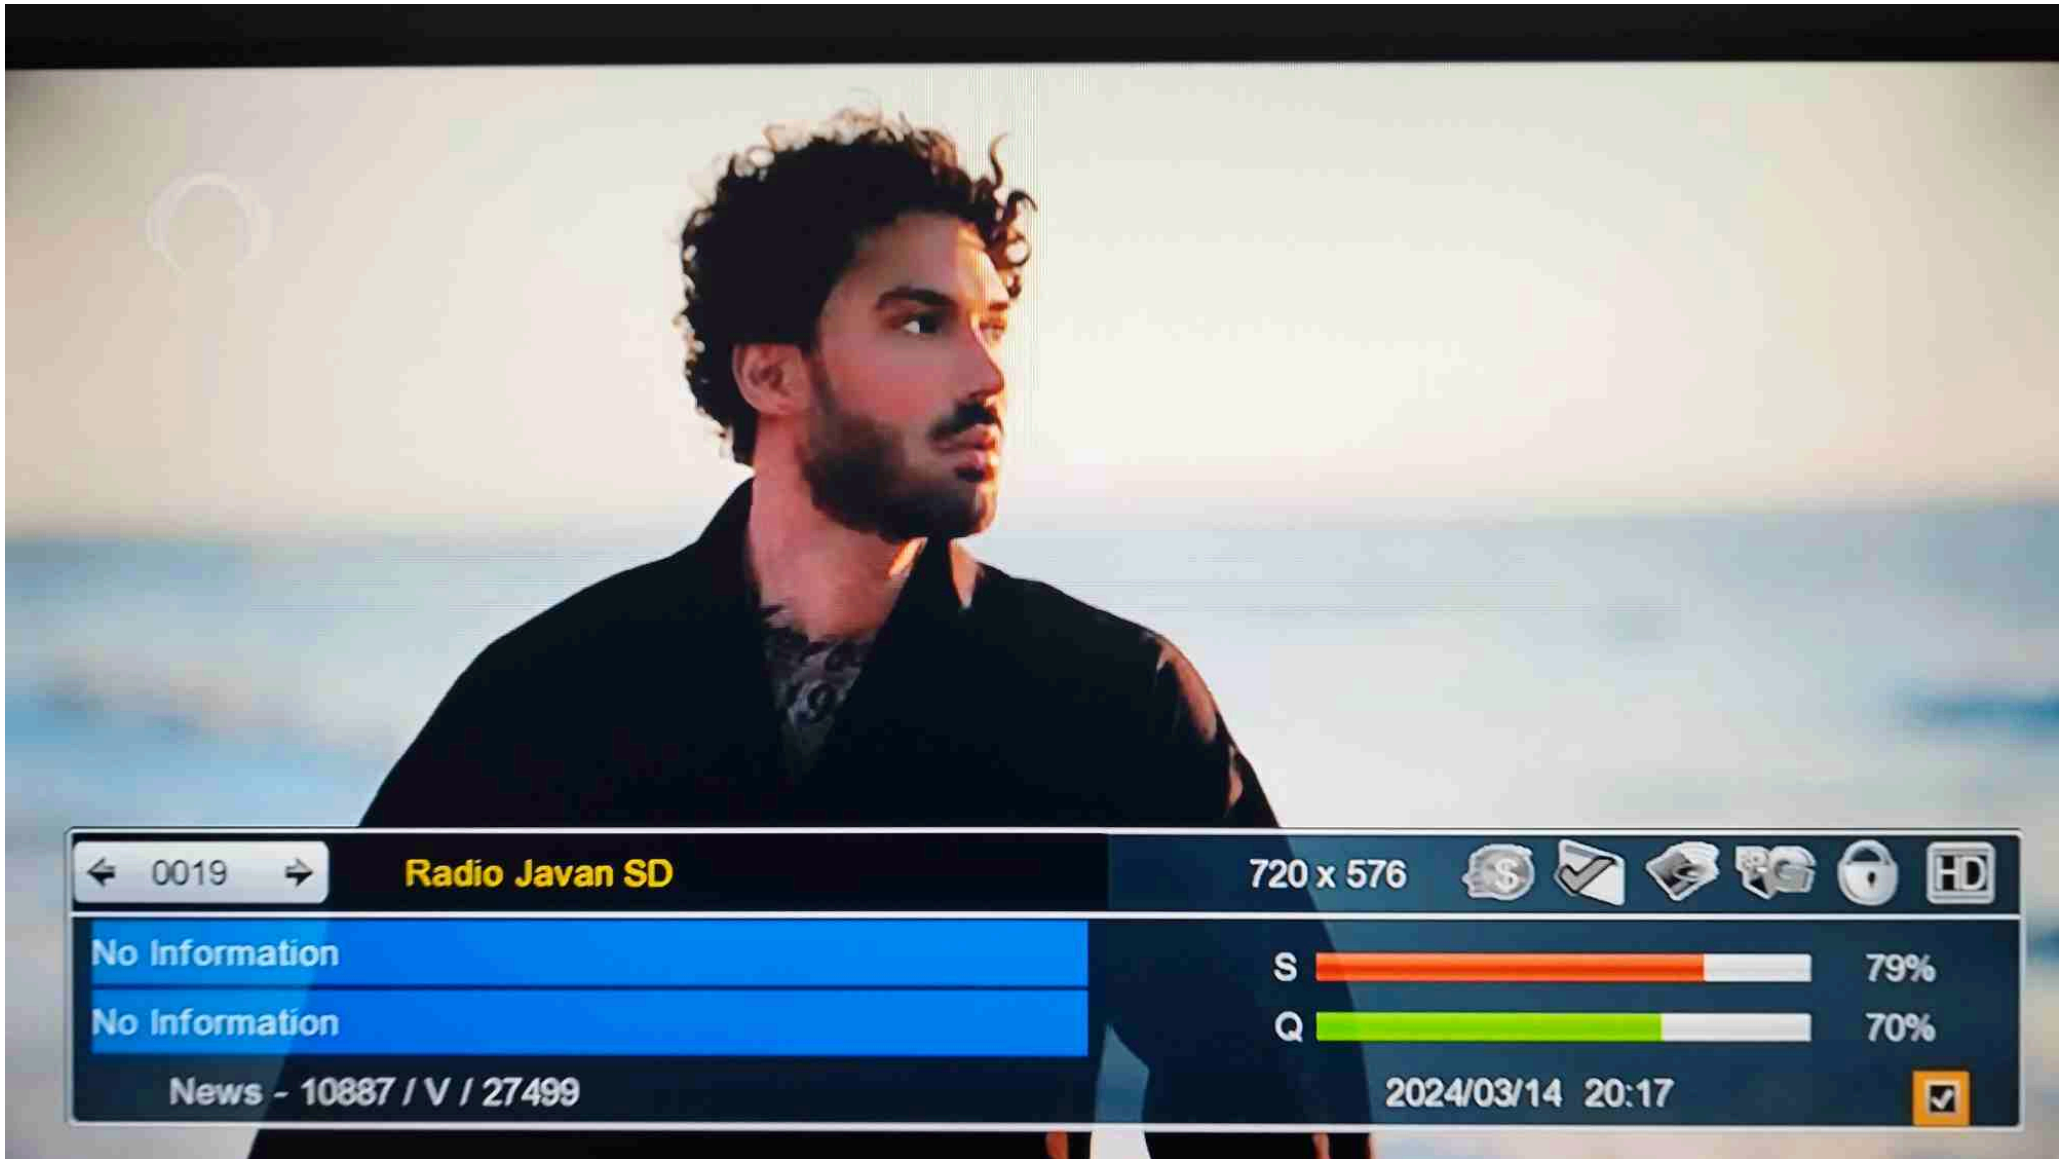 0019
Radio Javan SD
720 x 576
$
HD
No Information
S
79%
No Information
Q
70%
News - 10887 / V / 27499
2024/03/14 20:17